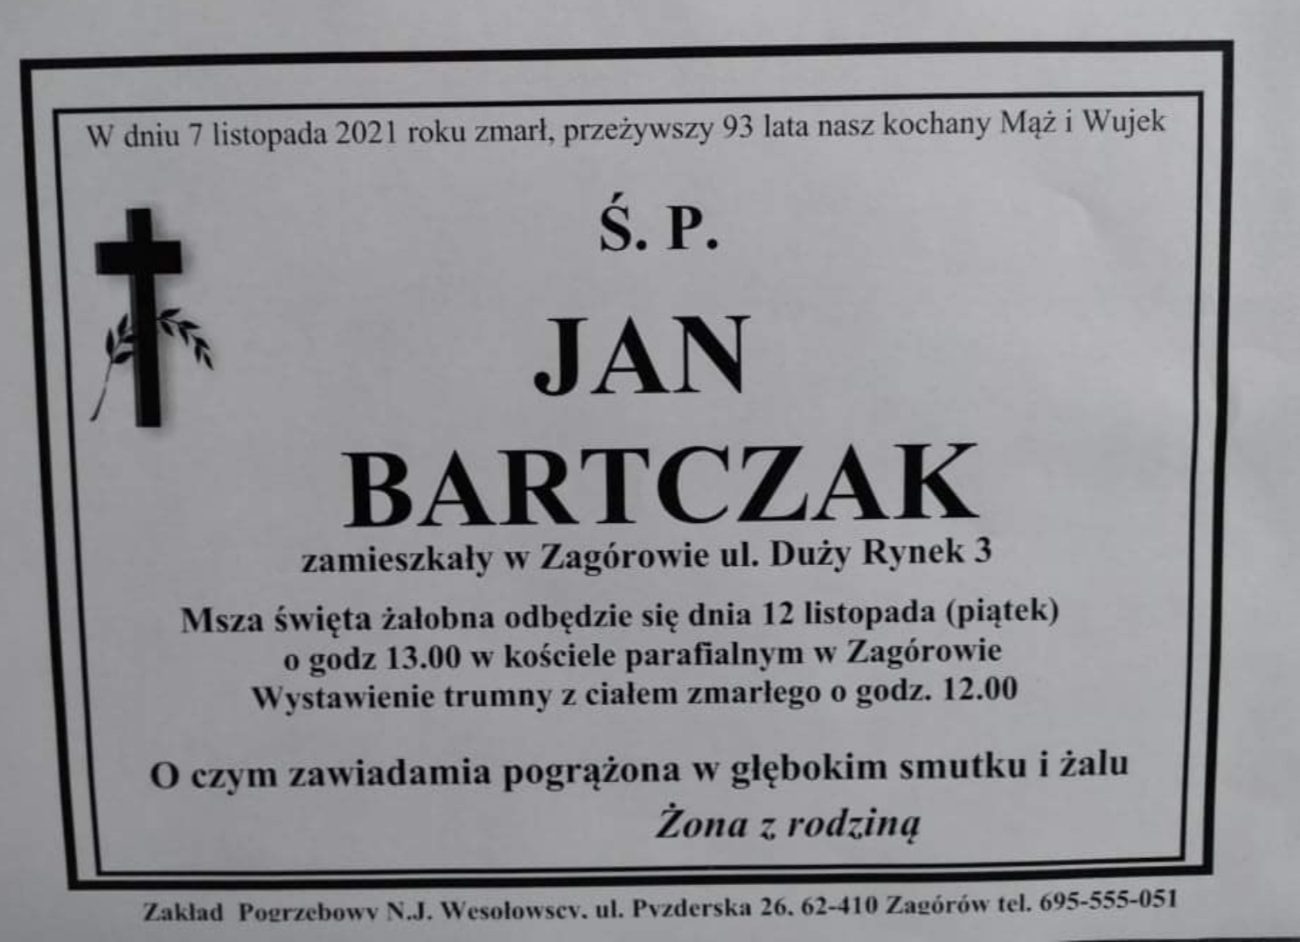 W dniu 7 listopada 2021 roku zmarł, przeżywszy 93 lata nasz kochany Mąż i Wujek
Ś. P.
JAN
BARTCZAK
zamieszkały w Zagórowie ul. Duży Rynek 3
Msza święta żałobna odbędzie się dnia 12 listopada (piątek)
o godz 13.00 w kościele parafialnym w Zagórowie
Wystawienie trumny z ciałem zmarłego o godz. 12.00
O czym zawiadamia pogrążona w głębokim smutku i żalu
Żona z rodziną
Zakład Pogrzebowy N.J. Wesołowscy. ul. Pyzderska 26. 62-410 Zagórów tel. 695-555-051